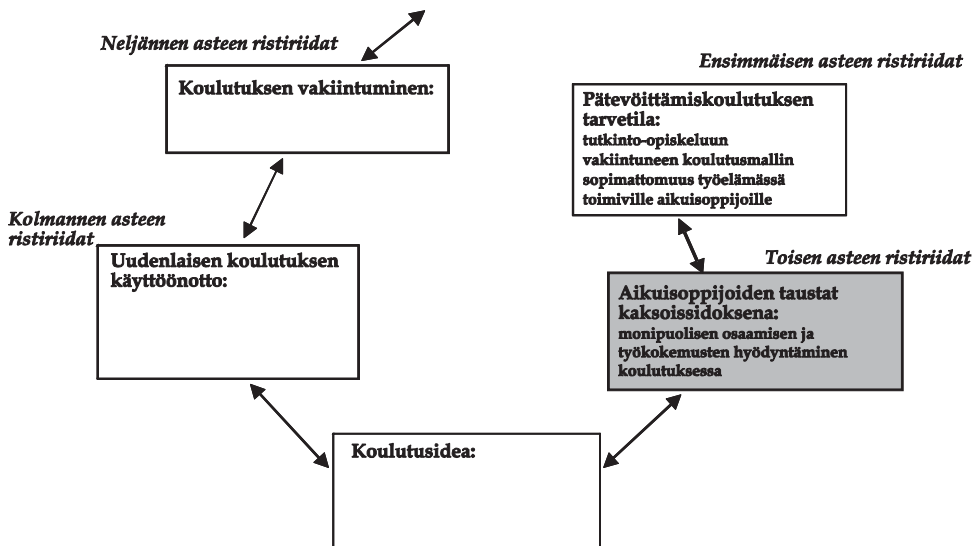 Neljännen asteen ristiriidat
Koulutuksen vakiintuminen:
Ensimmäisen asteen ristiriidat
Pätevöittämiskoulutuksen
tarvetila:
tutkinto-opiskeluun
vakiintuneen koulutusmallin
sopimattomuus työelämässä
toimiville aikuisoppijoille
Kolmannen asteen
ristiriidat
Uudenlaisen koulutuksen
käyttöönotto:
Toisen asteen ristiriidat
Aikuisoppijoiden taustat
kaksoissidoksena:
monipuolisen osaamisen ja
työkokemusten hyödyntäminen
koulutuksessa
Koulutusidea: